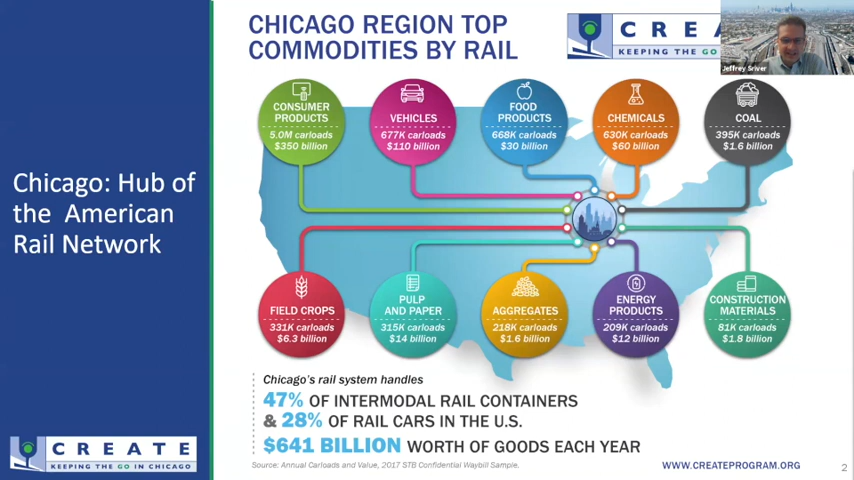 CHICAGO REGION TOP
COMMODITIES BY RAIL
CREA
KEEPING THE GO
Jeffrey Sriver
Chicago: Hub of
the American
Rail Network
CONSUMER
PRODUCTS
5.0M carloads
$350 billion
VEHICLES
677K carloads
$110 billion
FOOD
PRODUCTS
668K carloads
$30 billion
CHEMICALS
630K carloads
$60 billion
COAL
395K carloads
$1.6 billion
FIELD CROPS
331K carloads
$6.3 billion
PULP
AND PAPER
315K carloads
$14 billion
AGGREGATES
218K carloads
$1.6 billion
ENERGY
PRODUCTS
209K carloads
$12 billion
CONSTRUCTION
MATERIALS
81K carloads
$1.8 billion
Chicago's rail system handles
47% OF INTERMODAL RAIL CONTAINERS
& 28% OF RAIL CARS IN THE U.S.
$641 BILLION WORTH OF GOODS EACH YEAR
Source: Annual Carloads and Value, 2017 STB Confidential Waybill Sample.
WWW.CREATEPROGRAM.ORG
2
CREATE
KEEPING THE GO IN CHICAGO